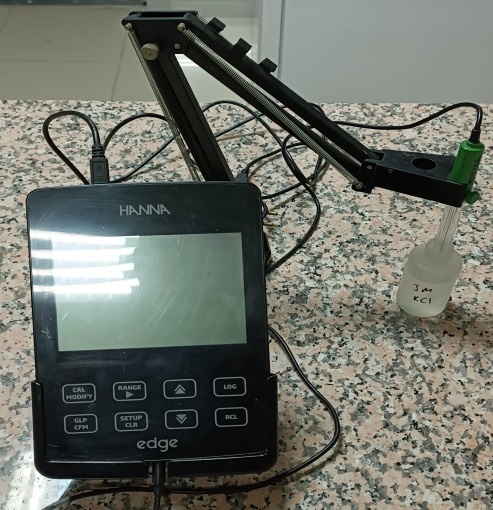 HANNA
CAL
MODIFY
RANGE
LOG
GLP
CFM
SETUP
CLR
RCL
edge
3M
KCl